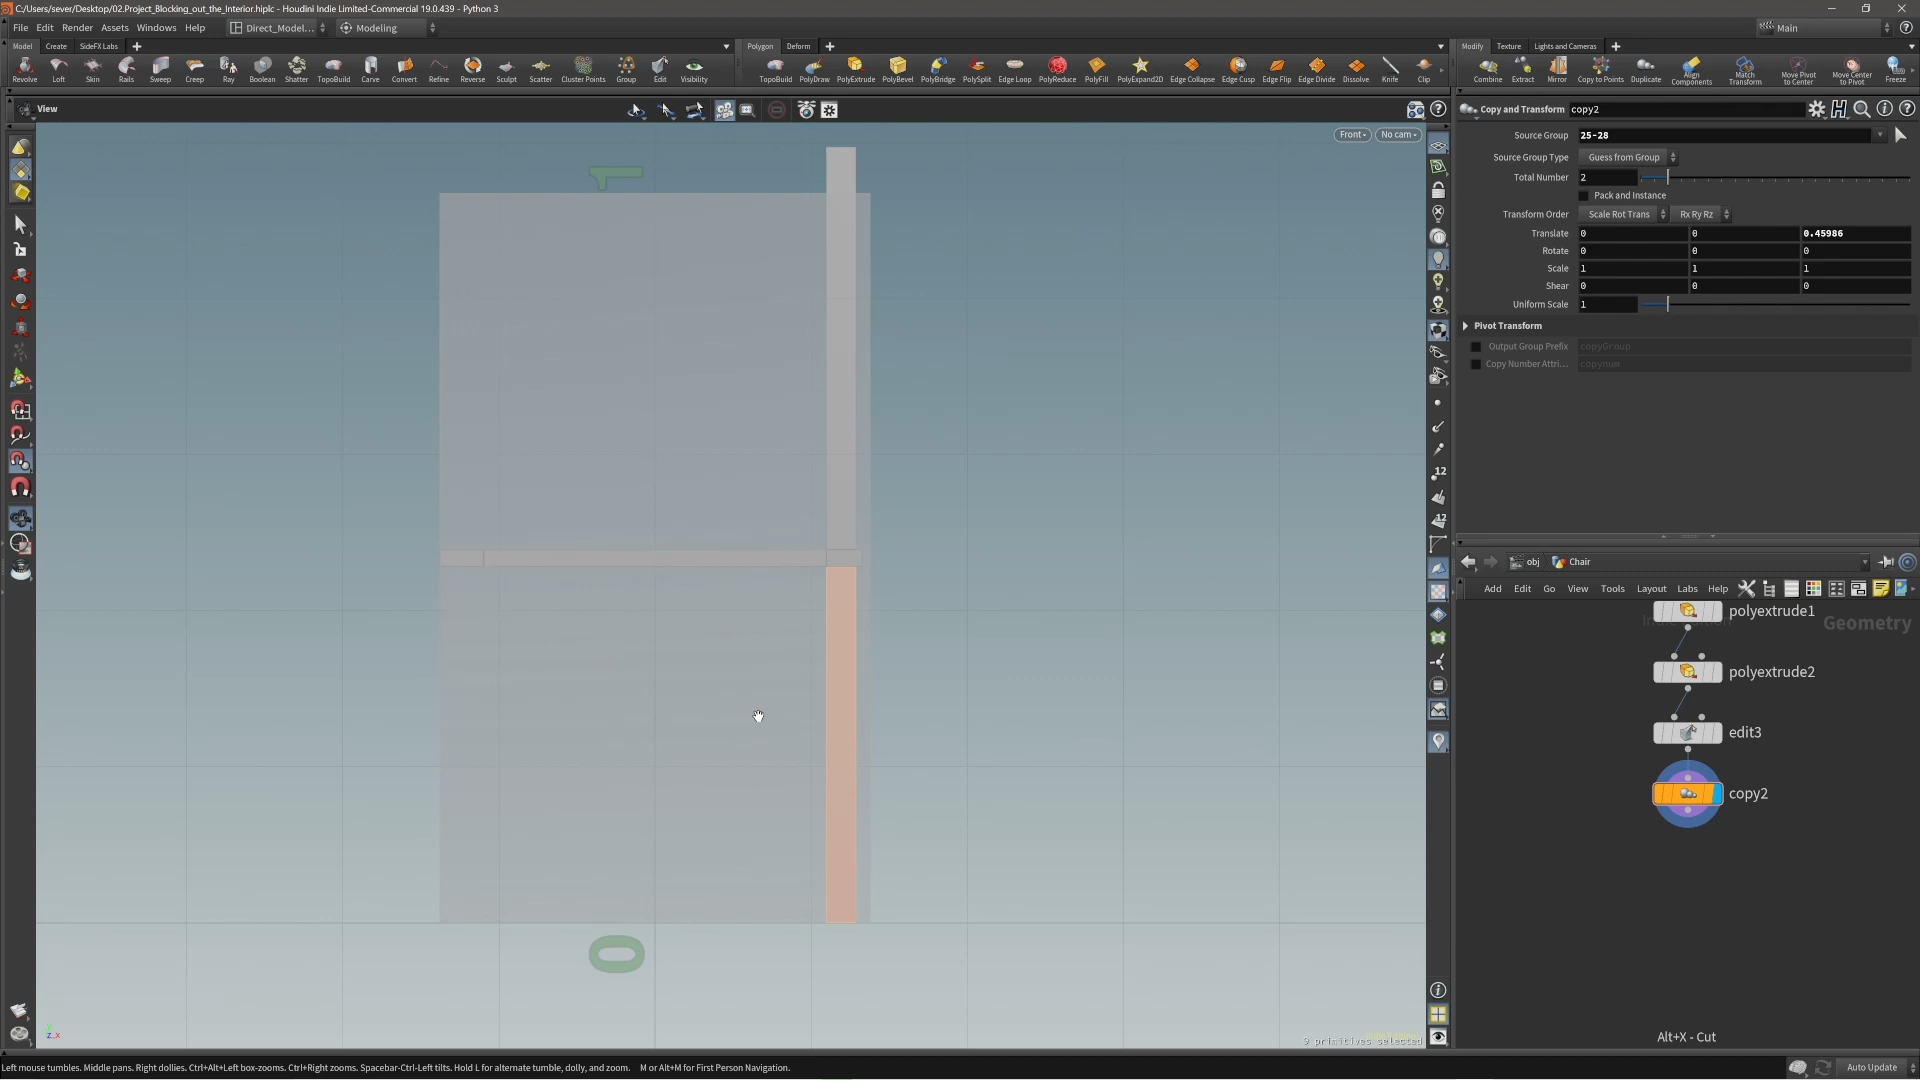 C:/Users/sever/Desktop/02.Project_Blocking_out_the_Interior.hiplc - Houdini Indie Limited-Commercial 19.0.439 - Python 3
File Edit Render Assets Windows Help Direct_Model... Modeling Main
Model Create SideFX Labs Polygon Deform Modify Texture Lights and Cameras
Revolve Loft Skin Rails Sweep Creep Ray Boolean Shatter TopoBuild Carve Convert Refine Reverse Sculpt Scatter Cluster Points Group Edit Visibility TopoBuild PolyDraw PolyExtrude PolyBevel PolyBridge PolySplit Edge Loop PolyReduce PolyFill PolyExpand2D Edge Collapse Edge Cusp Edge Flip Edge Divide Dissolve Knife Clip Combine Extract Mirror Copy to Points Duplicate Align Components Match Transform Move Pivot to Center Move Center to Pivot Freeze
View
Front No cam
Copy and Transform copy2
Source Group 25-28
Source Group Type Guess from Group
Total Number 2
Pack and Instance
Transform Order Scale Rot Trans Rx Ry Rz
Translate 0 0 0.45986
Rotate 0 0 0
Scale 1 1 1
Shear 0 0 0
Uniform Scale 1
Pivot Transform
Output Group Prefix copyGroup
Copy Number Attri... copynum
1
0
12
12
obj Chair
Add Edit Go View Tools Layout Labs Help
polyextrude1
Geometry
polyextrude2
edit3
copy2
Alt+X - Cut
9 primitives selected
Left mouse tumbles. Middle pans. Right dollies. Ctrl+Alt+Left box-zooms. Ctrl+Right zooms. Spacebar-Ctrl-Left tilts. Hold L for alternate tumble, dolly, and zoom. M or Alt+M for First Person Navigation.
Auto Update